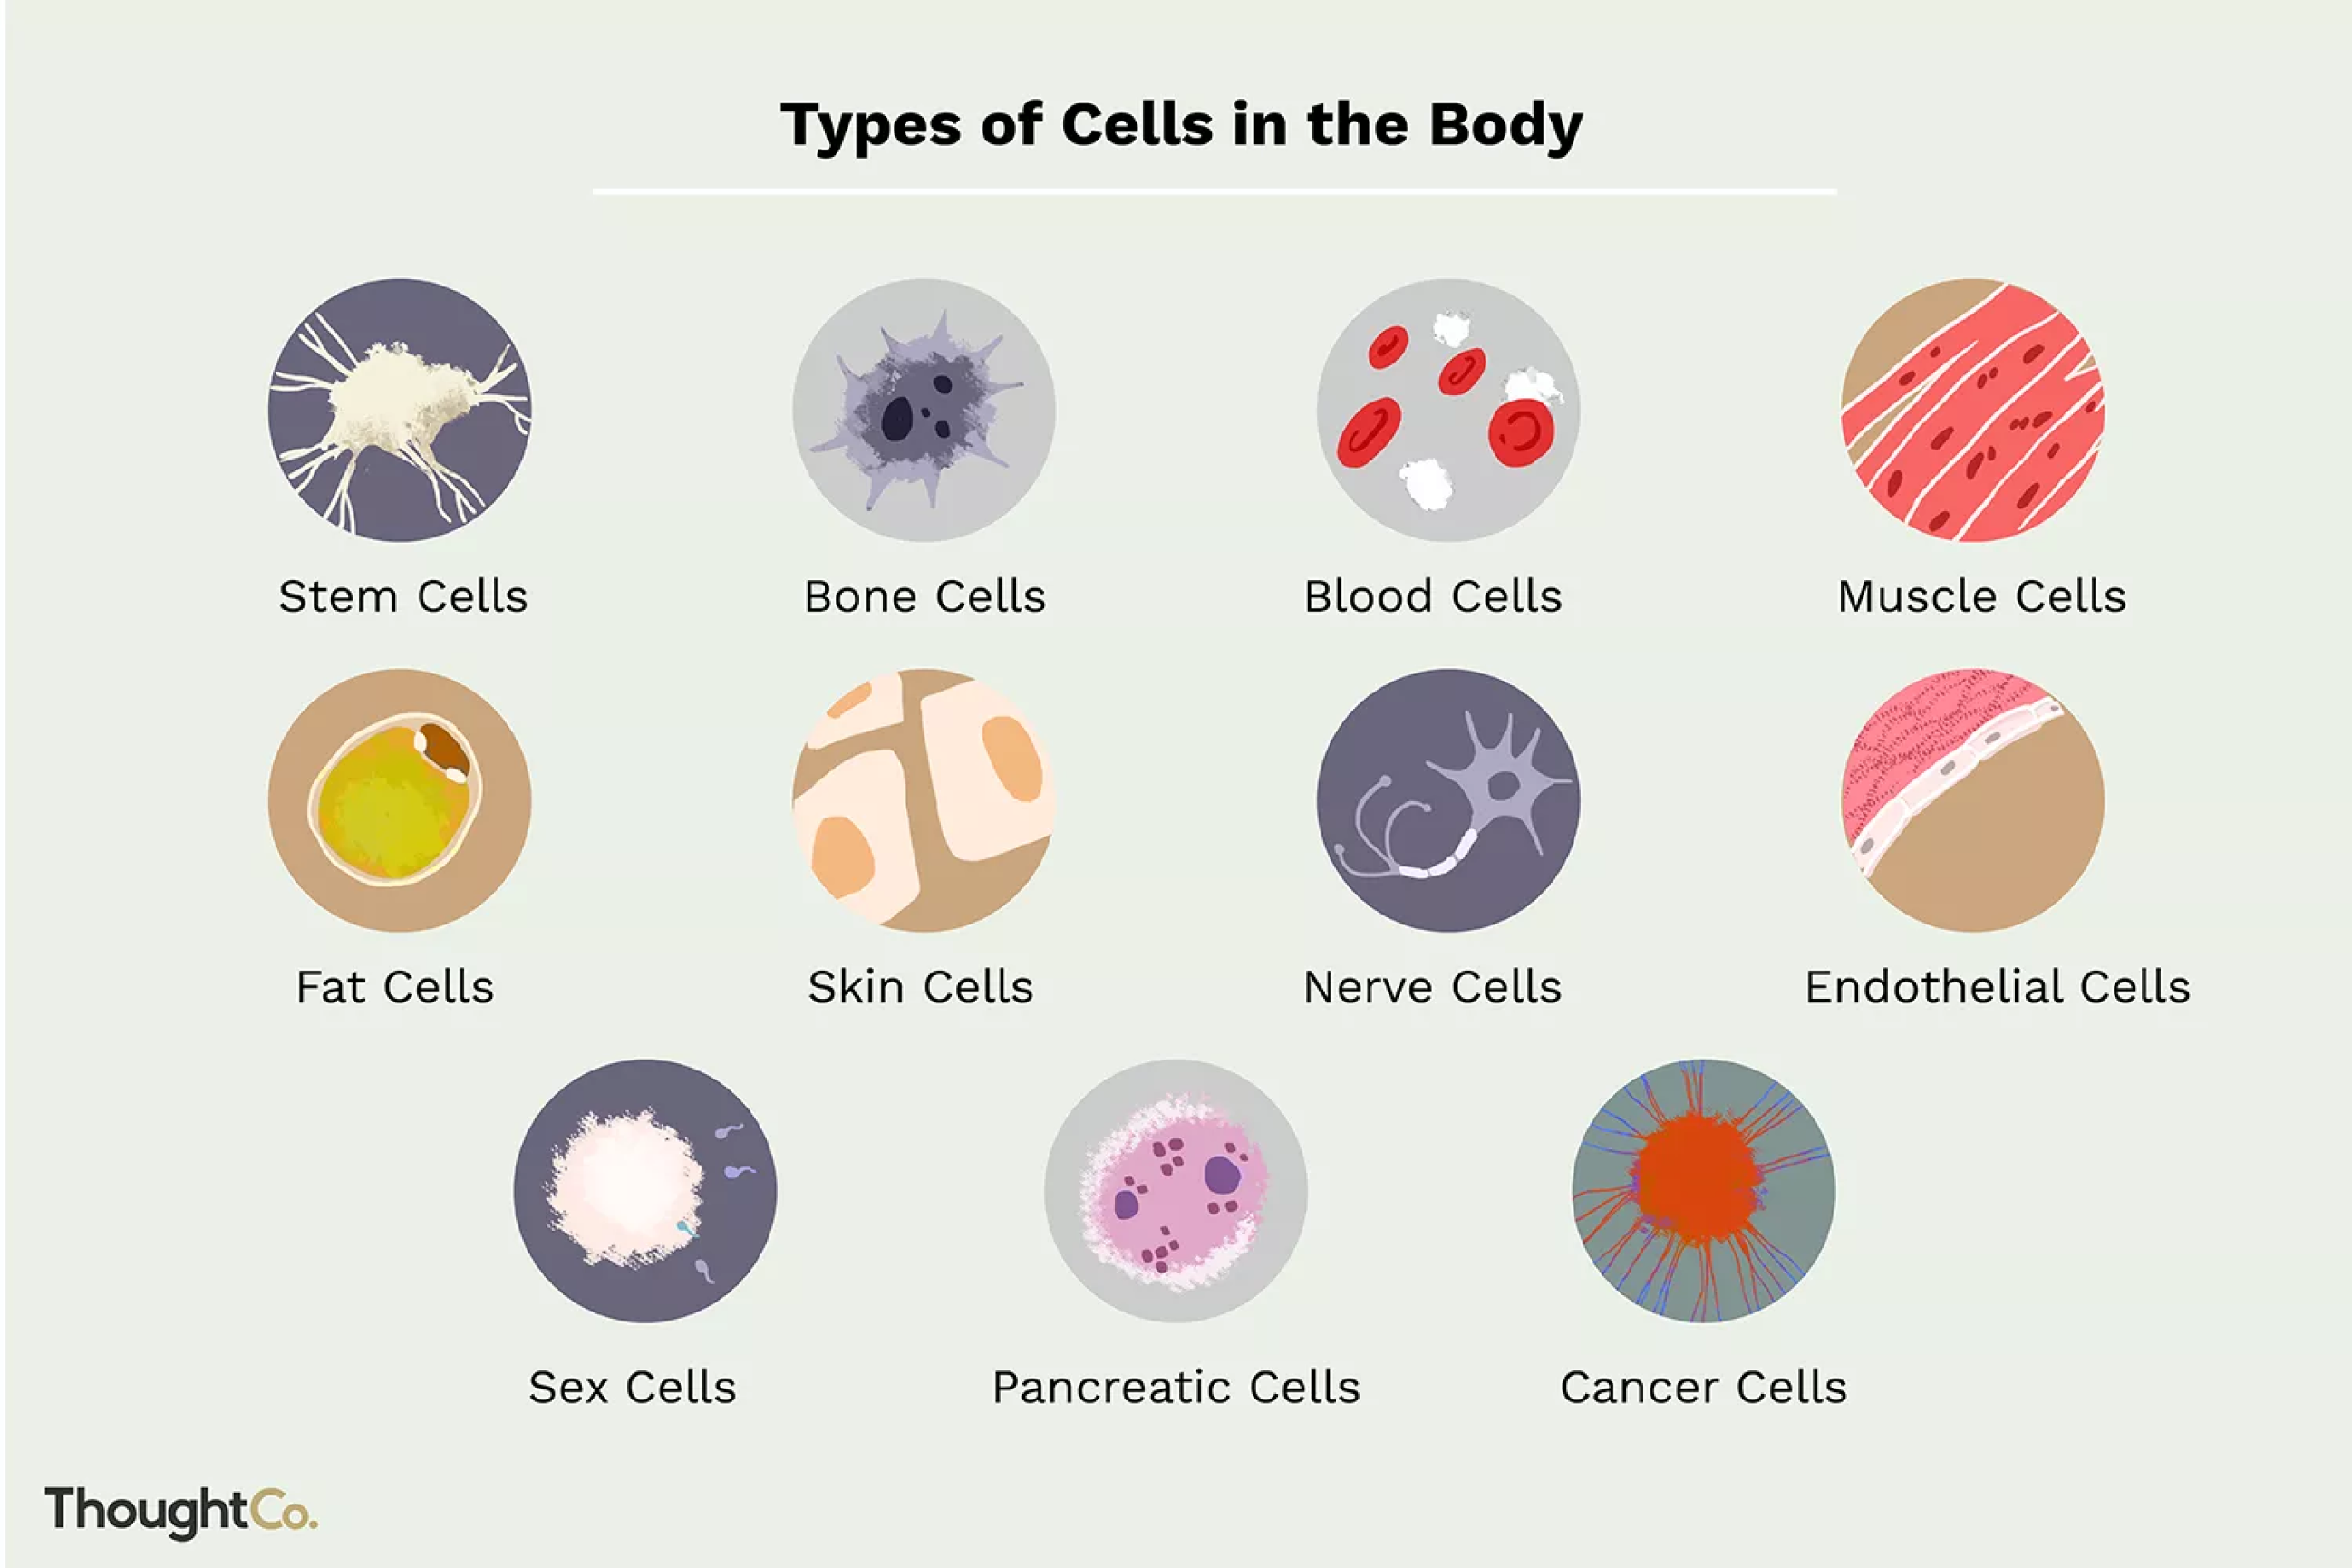 Types of Cells in the Body
Stem Cells
Bone Cells
Blood Cells
Muscle Cells
Fat Cells
Skin Cells
Nerve Cells
Endothelial Cells
Sex Cells
Pancreatic Cells
Cancer Cells
ThoughtCo.